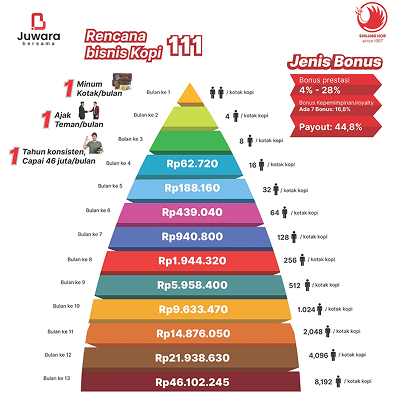 Juwara
bersama
Rencana
bisnis Kopi 111
SHUANG HOR
since 1987
Jenis Bonus
Bonus prestasi
4% - 28%
Bonus Kepemimpinan/loyalty
Ada 7 Bonus: 16,8%
Payout: 44,8%
1 Minum
Kotak/bulan
1 Ajak
Teman/bulan
1 Tahun konsisten
Capai 46 juta/bulan
Bulan ke 1
/ kotak kopi
Bulan ke 2
4 / kotak kopi
Bulan ke 3
8 / kotak kopi
Bulan ke 4
Rp62.720
16 / kotak kopi
Bulan ke 5
Rp188.160
32 / kotak kopi
Bulan ke 6
Rp439.040
64 / kotak kopi
Bulan ke 7
Rp940.800
128 / kotak kopi
Bulan ke 8
Rp1.944.320
256 / kotak kopi
Bulan ke 9
Rp5.958.400
512 / kotak kopi
Bulan ke 10
Rp9.633.470
1.024 / kotak kopi
Bulan ke 11
Rp14.876.050
2,048 / kotak kopi
Bulan ke 12
Rp21.938.630
4,096 / kotak kopi
Bulan ke 13
Rp46.102.245
8,192 / kotak kopi